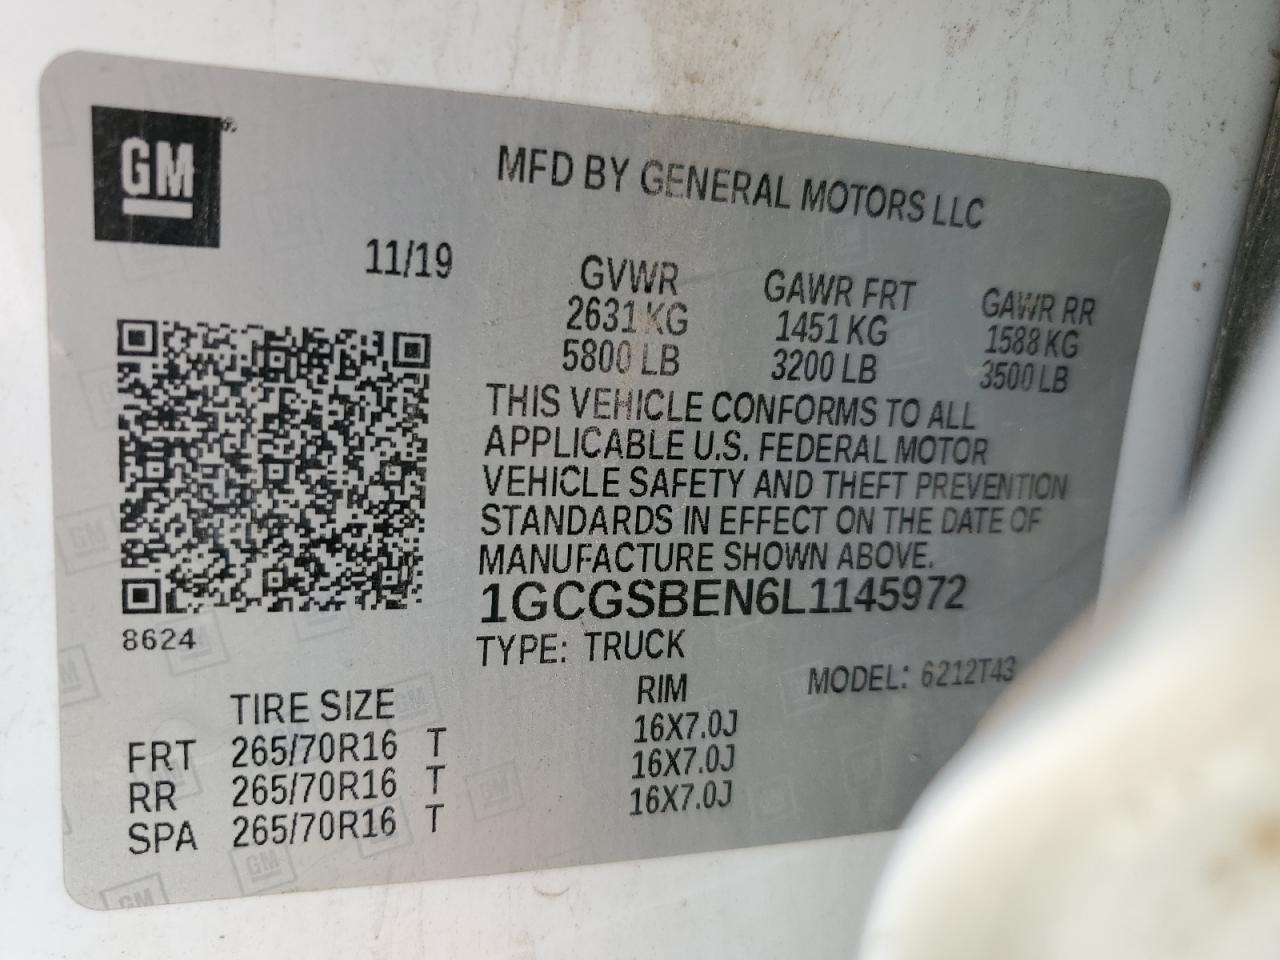 GM
MFD BY GENERAL MOTORS LLC
11/19
GVWR GAWR FRT GAWR RR
2631 KG 1451 KG 1588 KG
5800 LB 3200 LB 3500 LB
THIS VEHICLE CONFORMS TO ALL
APPLICABLE U.S. FEDERAL MOTOR
VEHICLE SAFETY AND THEFT PREVENTION
STANDARDS IN EFFECT ON THE DATE OF
MANUFACTURE SHOWN ABOVE.
1GCGSBEN6L1145972
8624
TYPE: TRUCK
MODEL: 6212T43
TIRE SIZE RIM
FRT 265/70R16 T 16X7.0J
RR 265/70R16 T 16X7.0J
SPA 265/70R16 T 16X7.0J